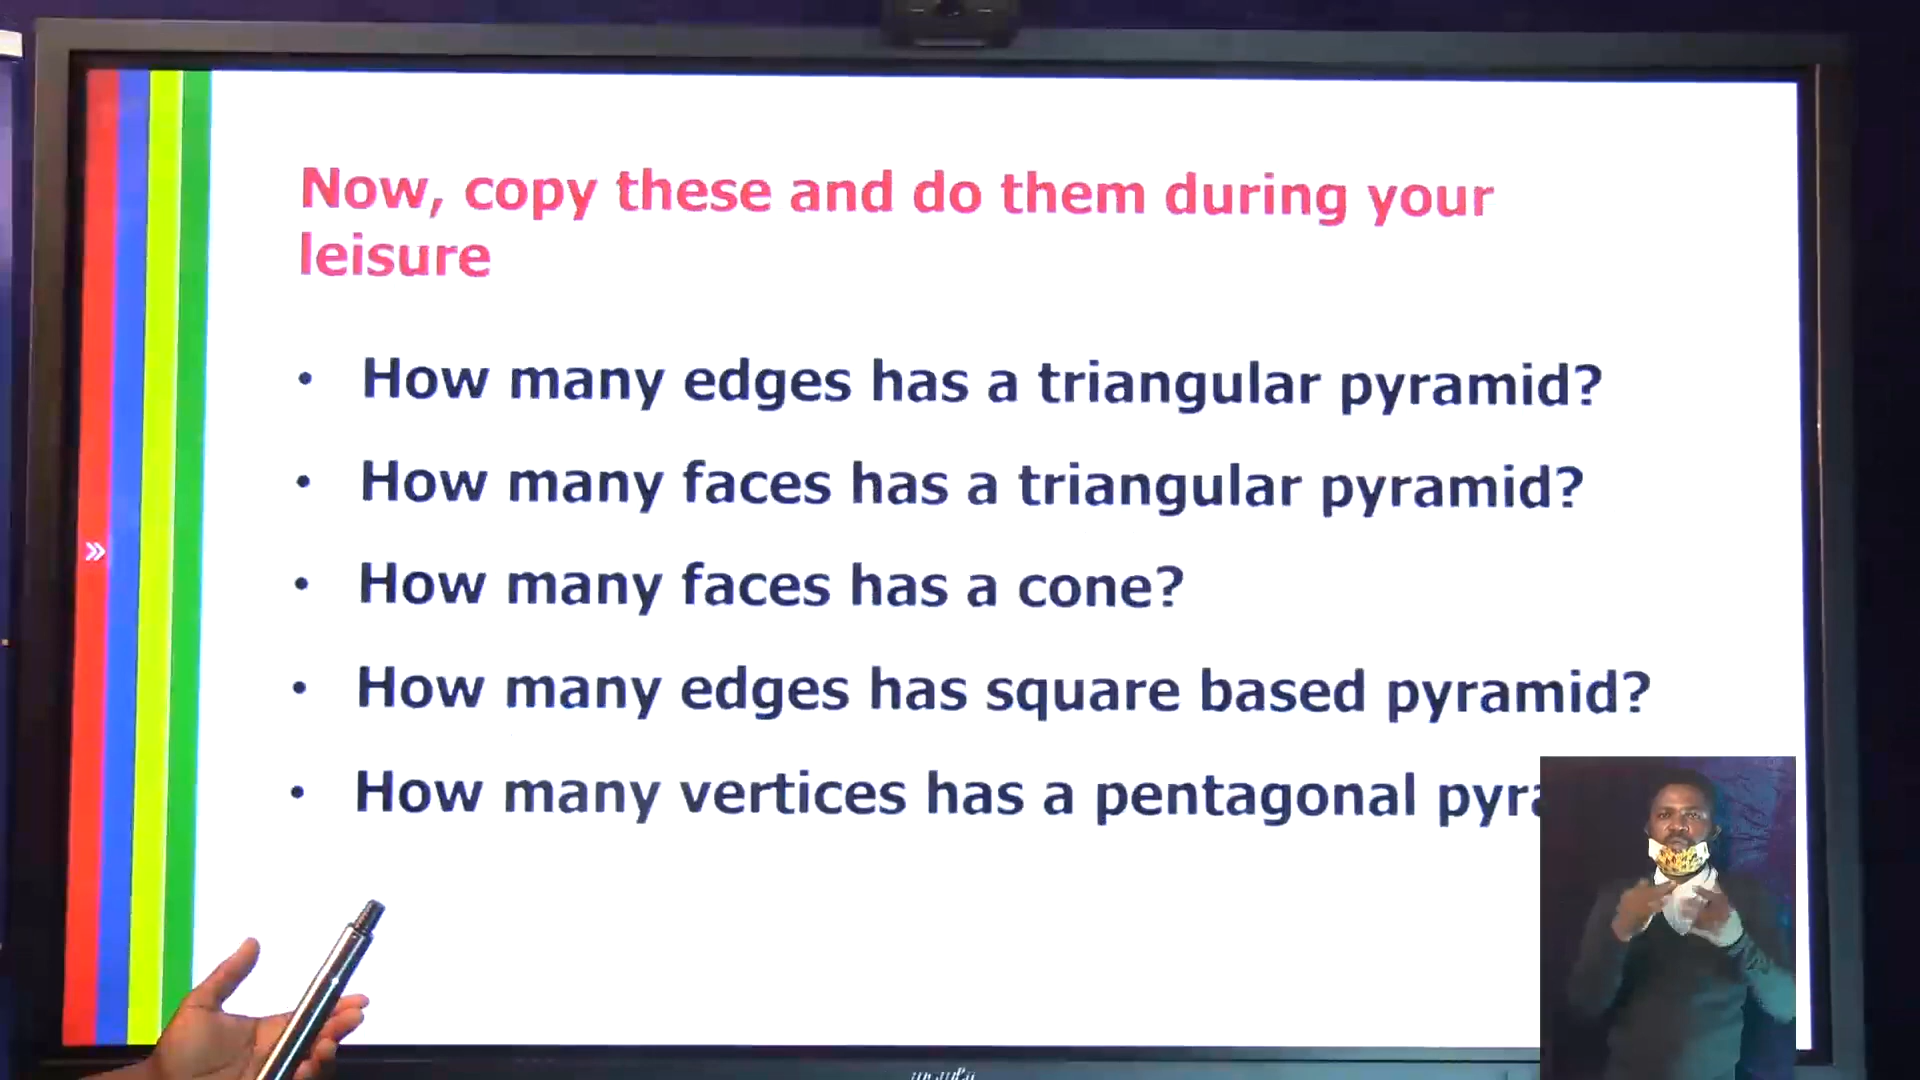 Now, copy these and do them during your
leisure
• How many edges has a triangular pyramid?
• How many faces has a triangular pyramid?
• How many faces has a cone?
• How many edges has square based pyramid?
• How many vertices has a pentagonal